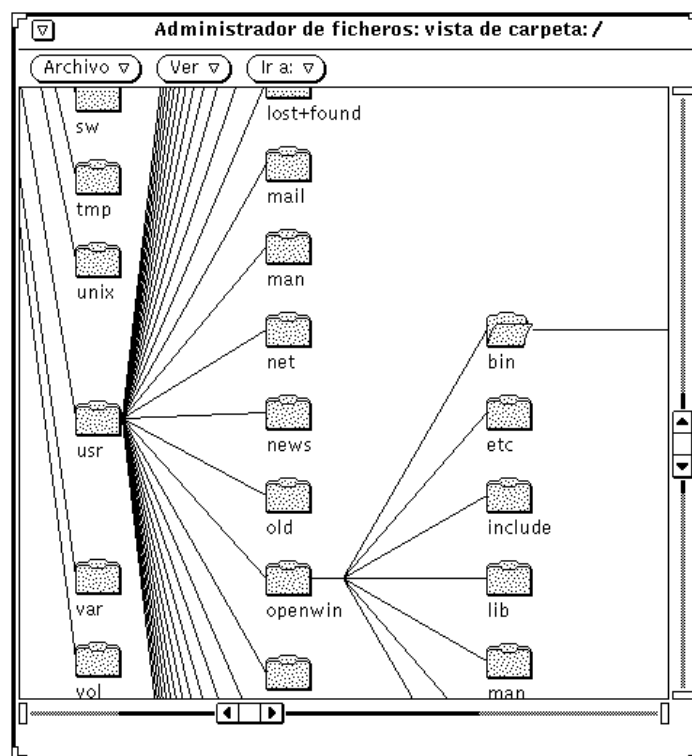 Administrador de ficheros: vista de carpeta: /
Archivo Ver Ir a:
sw
tmp
unix
usr
var
vol
lost+found
mail
man
net
news
old
openwin
bin
etc
include
lib
man